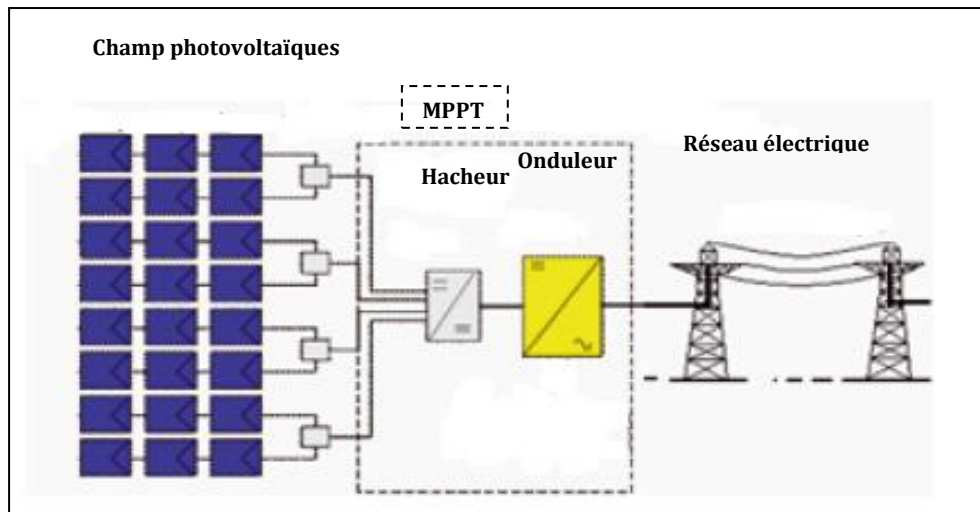 Champ photovoltaïques
MPPT
Hacheur
Onduleur
Réseau électrique